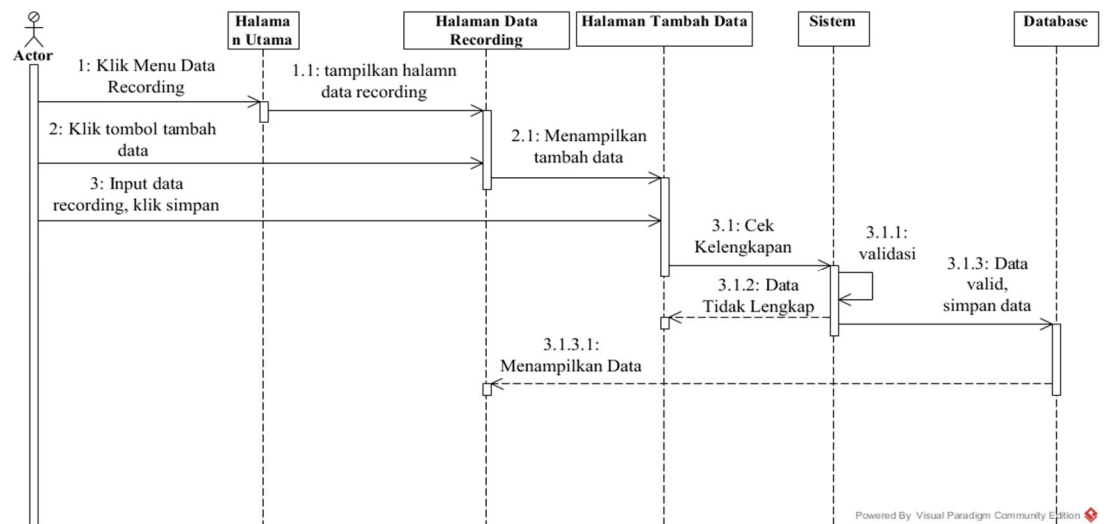 Actor
Halama
n Utama
Halaman Data
Recording
Halaman Tambah Data
Sistem
Database
1: Klik Menu Data
Recording
1.1: tampilkan halamn
data recording
2: Klik tombol tambah
data
2.1: Menampilkan
tambah data
3: Input data
recording, klik simpan
3.1: Cek
Kelengkapan
3.1.1:
validasi
3.1.2: Data
Tidak Lengkap
3.1.3: Data
valid,
simpan data
3.1.3.1:
Menampilkan Data
Powered By Visual Paradigm Community Edition